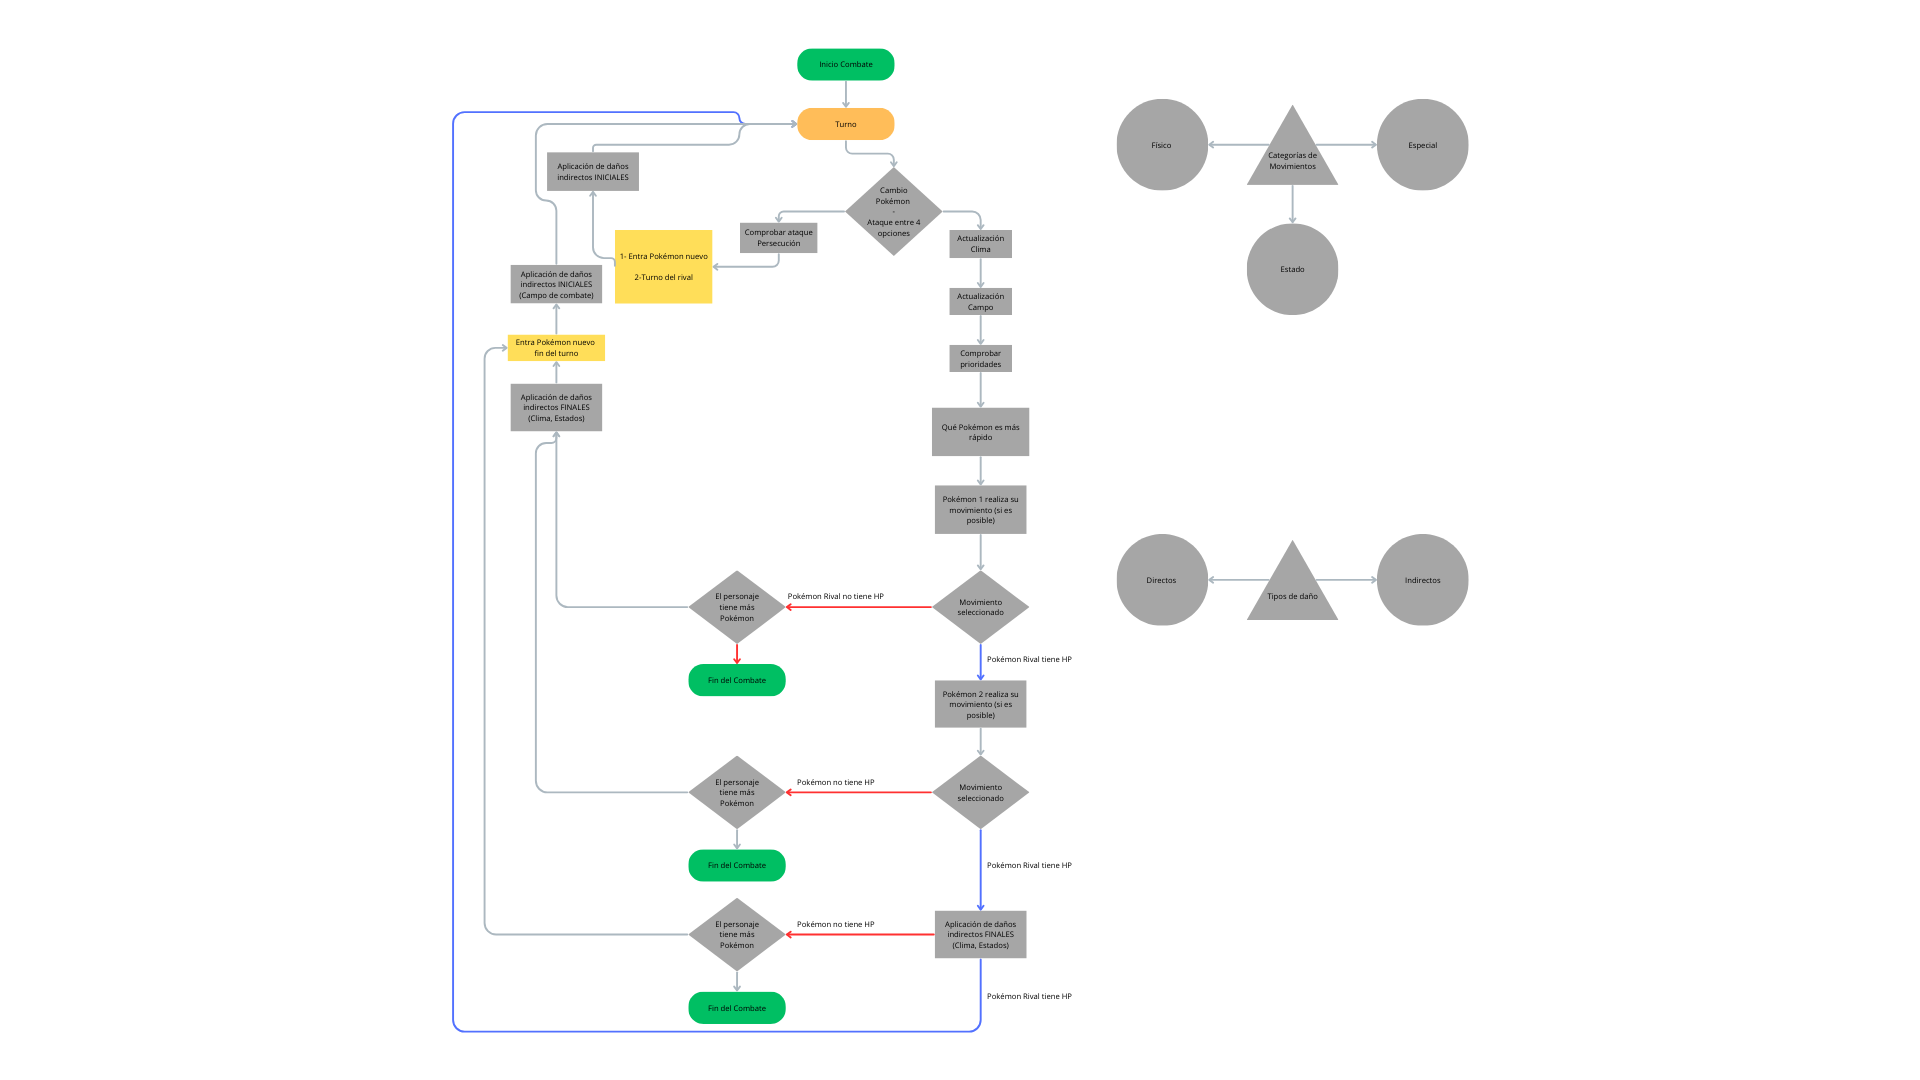 Inicio Combate
Turno
Aplicación de daños
indirectos INICIALES
Cambio
Pokémon
-
Ataque entre 4
opciones
Comprobar ataque
Persecución
1- Entra Pokémon nuevo
2-Turno del rival
Actualización
Clima
Aplicación de daños
indirectos INICIALES
(Campo de combate)
Actualización
Campo
Entra Pokémon nuevo
fin del turno
Comprobar
prioridades
Aplicación de daños
indirectos FINALES
(Clima, Estados)
Qué Pokémon es más
rápido
Pokémon 1 realiza su
movimiento (si es
posible)
El personaje
tiene más
Pokémon
Pokémon Rival no tiene HP
Movimiento
seleccionado
Pokémon Rival tiene HP
Fin del Combate
Pokémon 2 realiza su
movimiento (si es
posible)
El personaje
tiene más
Pokémon
Pokémon no tiene HP
Movimiento
seleccionado
Fin del Combate
Pokémon Rival tiene HP
El personaje
tiene más
Pokémon
Pokémon no tiene HP
Aplicación de daños
indirectos FINALES
(Clima, Estados)
Pokémon Rival tiene HP
Fin del Combate
Físico
Categorías de
Movimientos
Especial
Estado
Directos
Tipos de daño
Indirectos